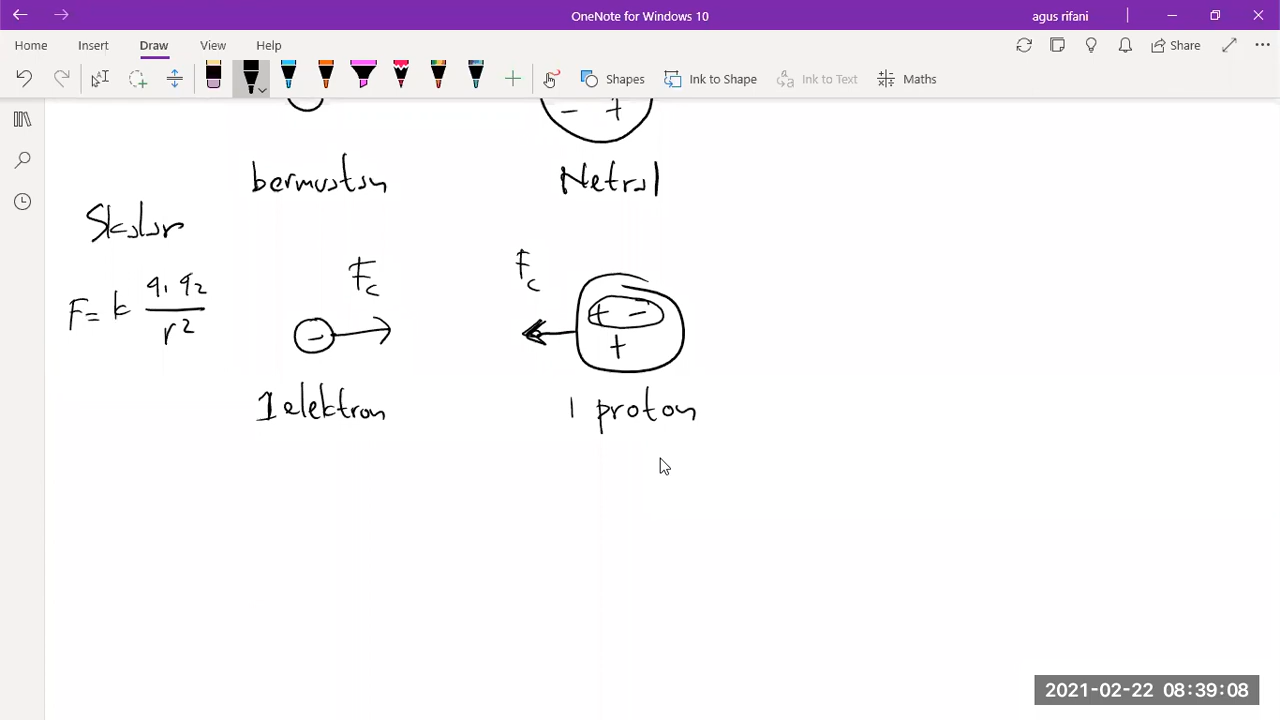 OneNote for Windows 10
agus rifani
Home Insert Draw View Help
Share
Shapes Ink to Shape Ink to Text Maths
− +
bermuatan Netral
Skalar
F = k q1 q2 / r2
Fc Fc
− + −
+
1 elektron 1 proton
2021-02-22 08:39:08